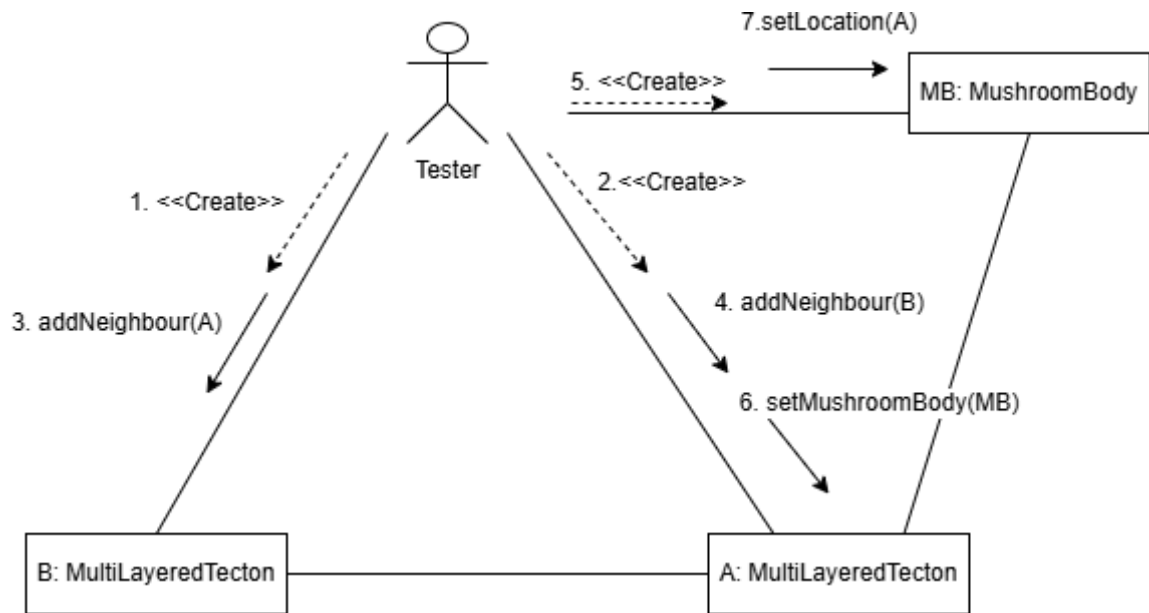 7.setLocation(A)
5. <<Create>>
MB: MushroomBody
Tester
1. <<Create>>
2.<<Create>>
3. addNeighbour(A)
4. addNeighbour(B)
6. setMushroomBody(MB)
B: MultiLayeredTecton
A: MultiLayeredTecton